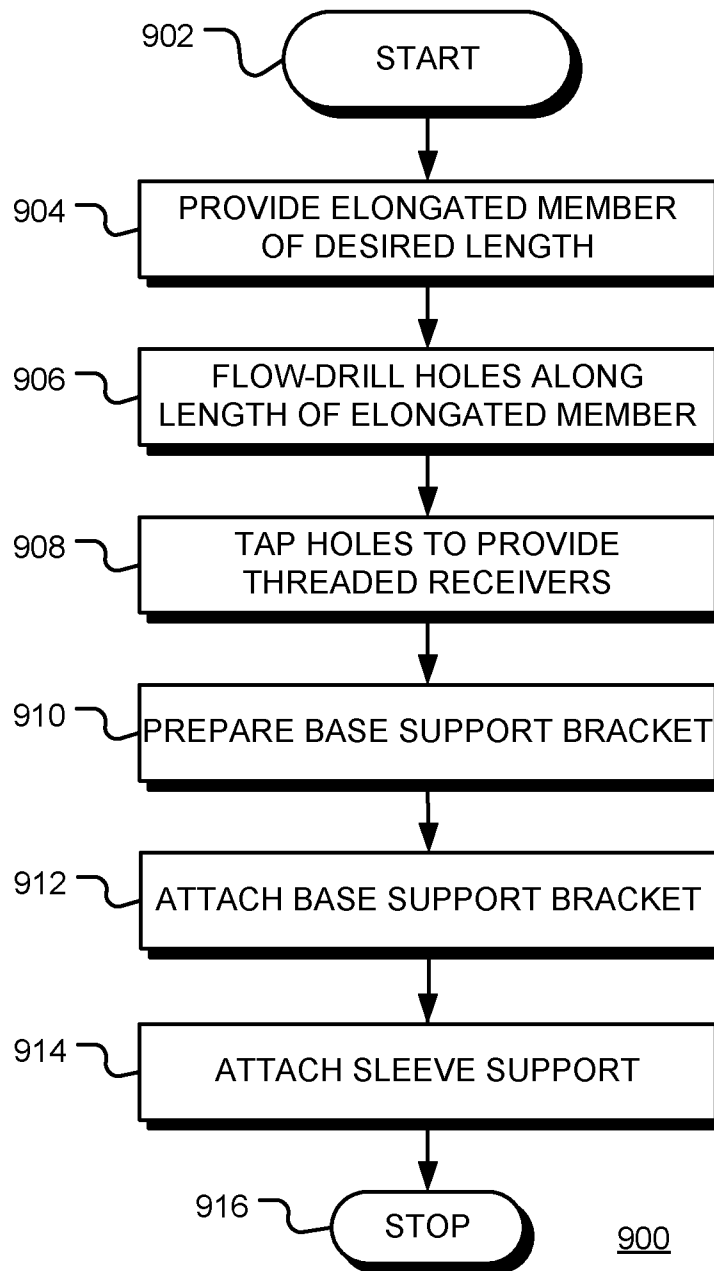 902
START
904
PROVIDE ELONGATED MEMBER
OF DESIRED LENGTH
906
FLOW-DRILL HOLES ALONG
LENGTH OF ELONGATED MEMBER
908
TAP HOLES TO PROVIDE
THREADED RECEIVERS
910
PREPARE BASE SUPPORT BRACKET
912
ATTACH BASE SUPPORT BRACKET
914
ATTACH SLEEVE SUPPORT
916
STOP
900